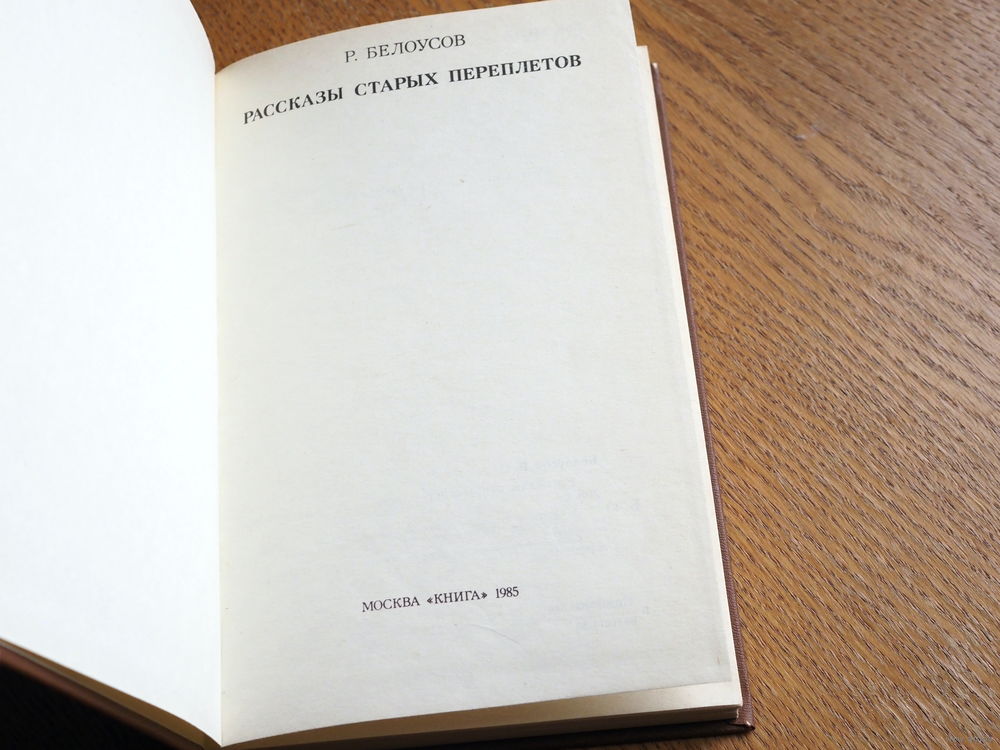 Р. БЕЛОУСОВ
РАССКАЗЫ СТАРЫХ ПЕРЕПЛЕТОВ
МОСКВА «КНИГА» 1985